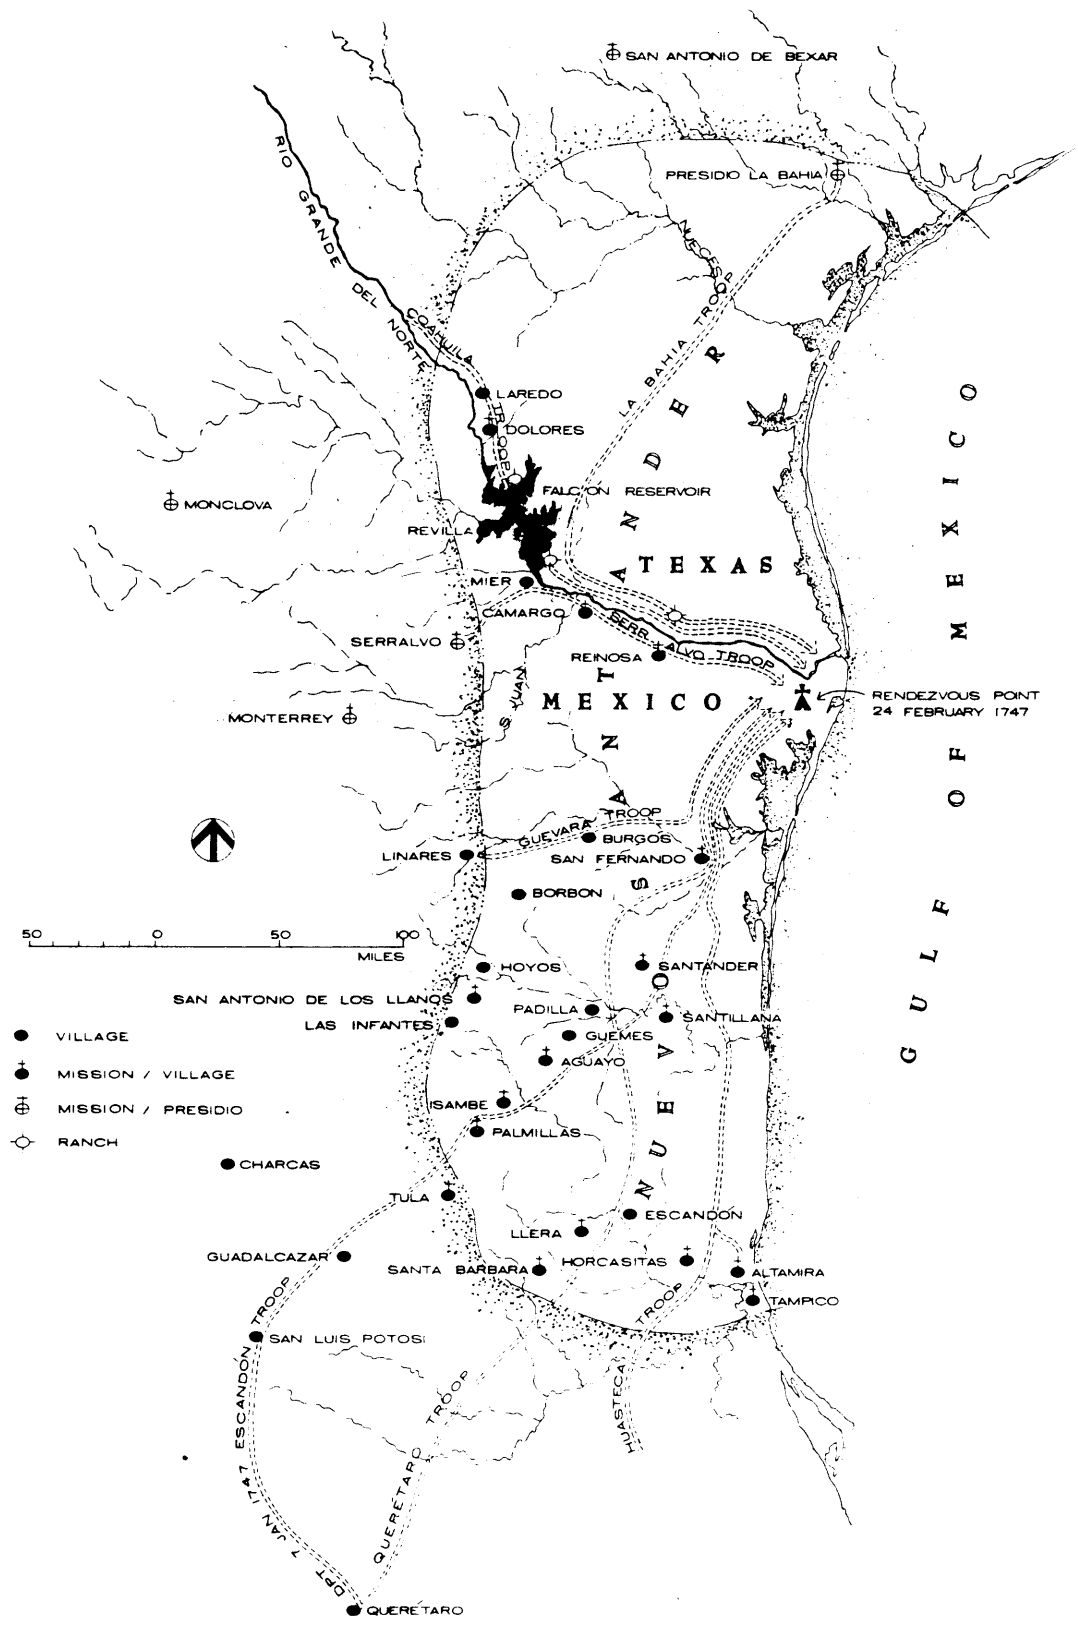 SAN ANTONIO DE BEXAR
PRESIDIO LA BAHIA
RIO GRANDE DEL NORTE
NUECES
COAHUILA TROOP
LA BAHIA TROOP
LAREDO
DOLORES
FALCON RESERVOIR
MONCLOVA
REVILLA
TEXAS
MIER
CAMARGO
SERRALVO TROOP
SERRALVO
REINOSA
S JUAN
MEXICO
RENDEZVOUS POINT
24 FEBRUARY 1747
MONTERREY
GULF OF MEXICO
NUEVO SANTANDER
GUEVARA TROOP
BURGOS
LINARES
SAN FERNANDO
BORBON
50 0 50 100
MILES
HOYOS
SANTANDER
SAN ANTONIO DE LOS LLANOS
PADILLA
SANTILLANA
LAS INFANTES
GUEMES
AGUAYO
VILLAGE
MISSION / VILLAGE
MISSION / PRESIDIO
RANCH
ISAMBE
PALMILLAS
CHARCAS
TULA
ESCANDÓN
LLERA
GUADALCAZAR
SANTA BARBARA
HORCASITAS
ALTAMIRA
TAMPICO
HUASTECA TROOP
SAN LUIS POTOSI
DPT 7 JAN 1747 ESCANDÓN TROOP
QUERÉTARO TROOP
QUERÉTARO